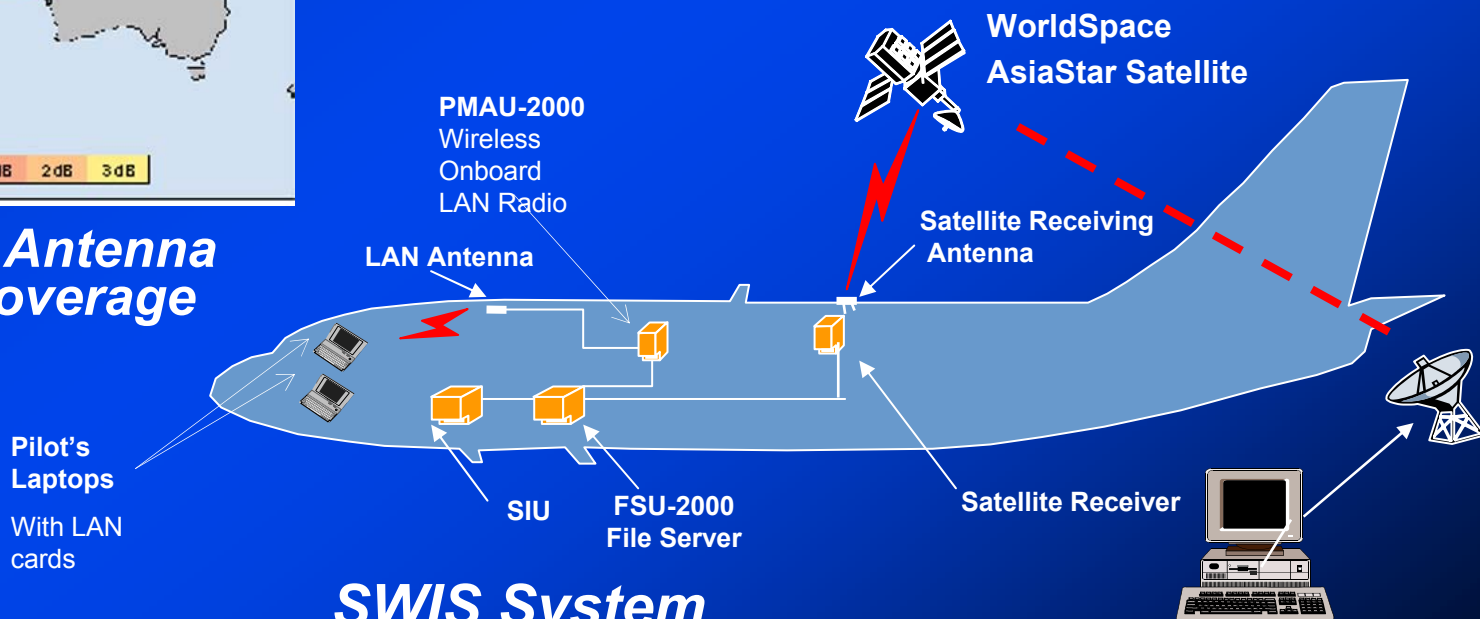 WorldSpace
AsiaStar Satellite
PMAU-2000
Wireless
Onboard
LAN Radio
2dB 3dB
Antenna
LAN Antenna
Satellite Receiving
Antenna
Pilot's
Laptops
With LAN
cards
SIU
FSU-2000
File Server
Satellite Receiver
SWIS System